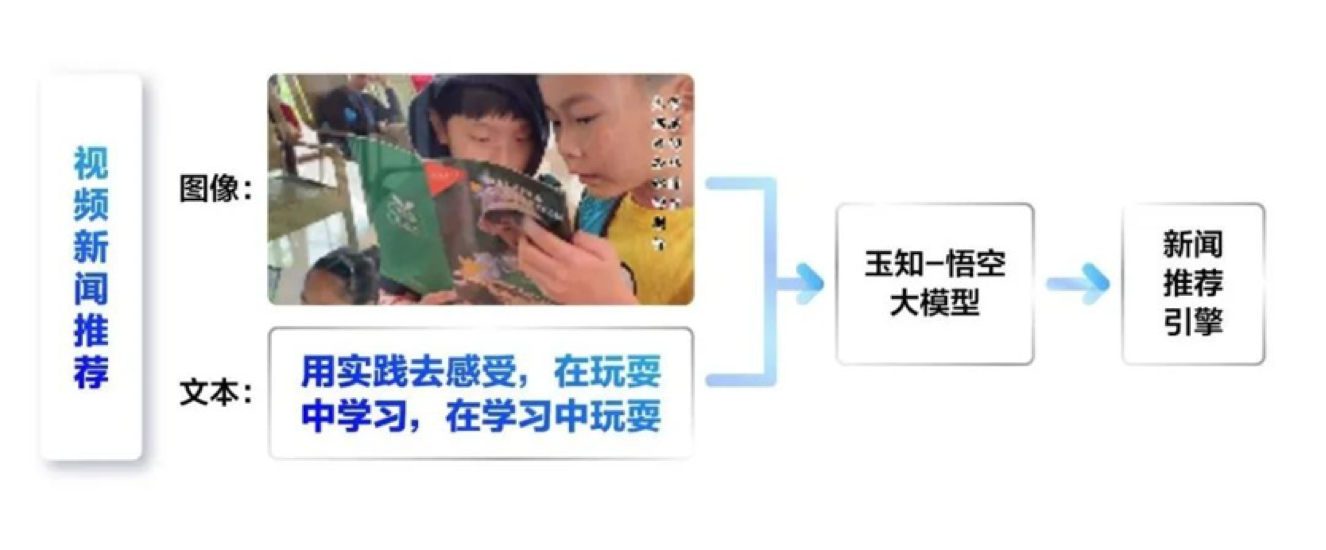 视频新闻推荐
图像：
文本：
用实践去感受，在玩耍
中学习，在学习中玩耍
玉知-悟空
大模型
新闻
推荐
引擎